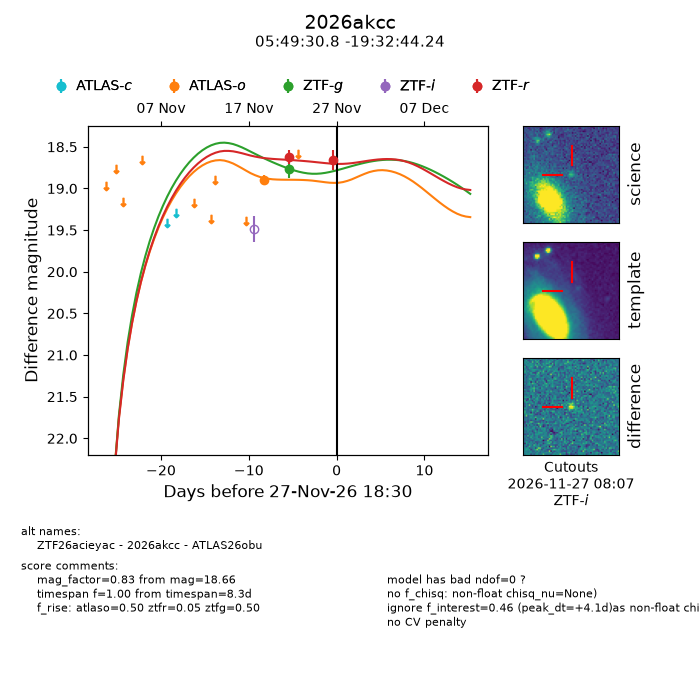 2026akcc
05:49:30.8 -19:32:44.24
ATLAS-c ATLAS-o ZTF-g ZTF-i ZTF-r
07 Nov 17 Nov 27 Nov 07 Dec
18.5
19.0
19.5
20.0
20.5
21.0
21.5
22.0
Difference magnitude
−20 −10 0 10
Days before 27-Nov-26 18:30
science
template
difference
Cutouts
2026-11-27 08:07
ZTF-i
alt names:
ZTF26acieyac - 2026akcc - ATLAS26obu
score comments:
mag_factor=0.83 from mag=18.66
timespan f=1.00 from timespan=8.3d
f_rise: atlaso=0.50 ztfr=0.05 ztfg=0.50
model has bad ndof=0 ?
no f_chisq: non-float chisq_nu=None)
ignore f_interest=0.46 (peak_dt=+4.1d)as non-float chi
no CV penalty